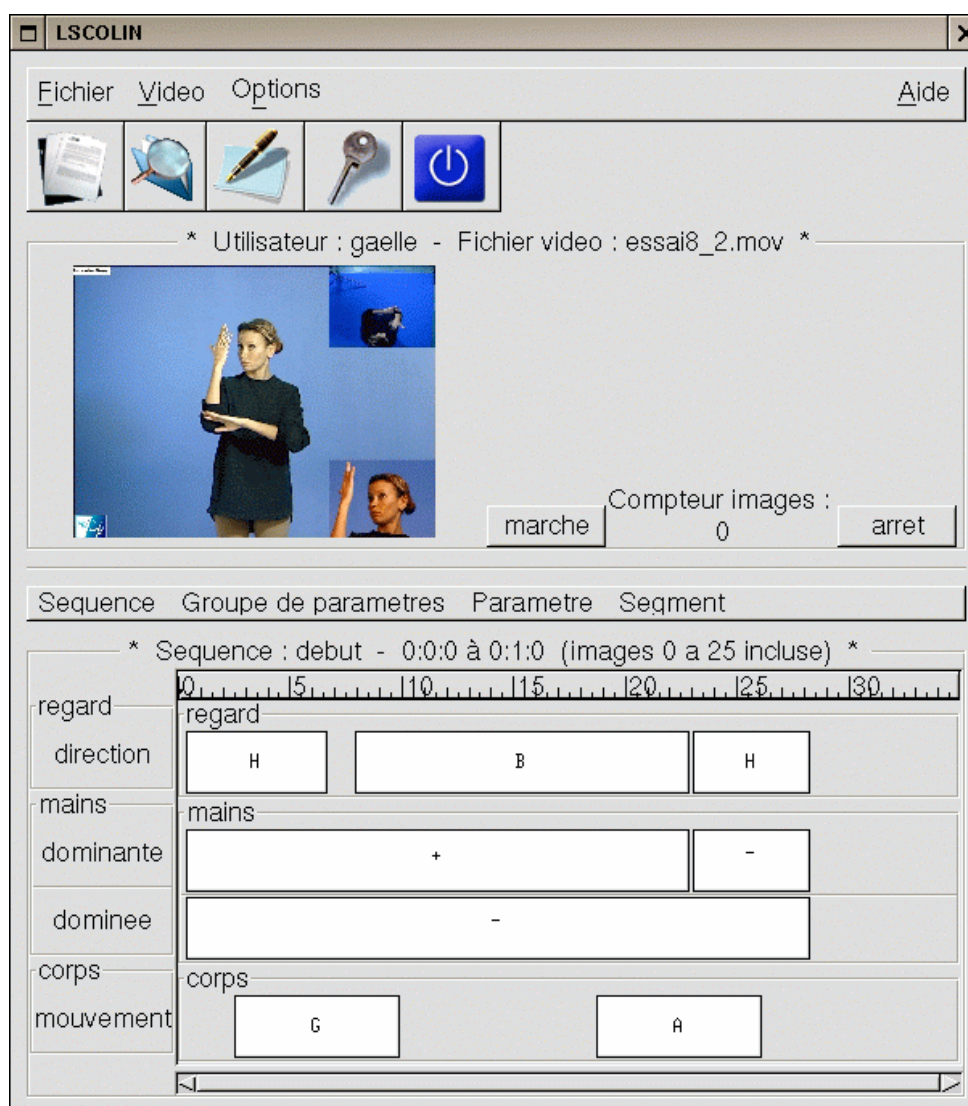 LSCOLIN
Fichier Video Options Aide
* Utilisateur : gaelle - Fichier video : essai8_2.mov *
Compteur images :
marche 0 arret
Sequence Groupe de parametres Parametre Segment
* Sequence : debut - 0:0:0 à 0:1:0 (images 0 a 25 incluse) *
0 5 10 15 20 25 30
regard regard
direction H B H
mains mains
dominante + -
dominee -
corps corps
mouvement G A